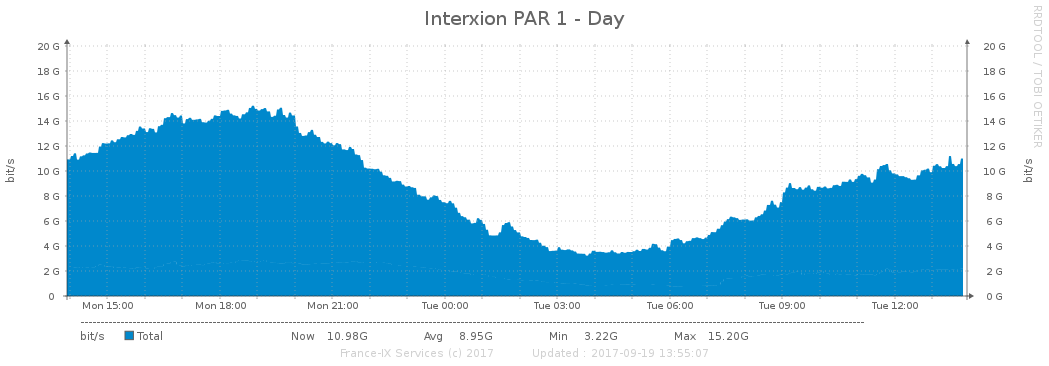 Interxion PAR 1 - Day
RRDTOOL / TOBI OETIKER
20 G 20 G
18 G 18 G
16 G 16 G
14 G 14 G
12 G 12 G
10 G 10 G
8 G 8 G
6 G 6 G
4 G 4 G
2 G 2 G
0 0 G
bit/s
bit/s
Mon 15:00 Mon 18:00 Mon 21:00 Tue 00:00 Tue 03:00 Tue 06:00 Tue 09:00 Tue 12:00
bit/s Total Now 10.98G Avg 8.95G Min 3.22G Max 15.20G
France-IX Services (c) 2017 Updated : 2017-09-19 13:55:07